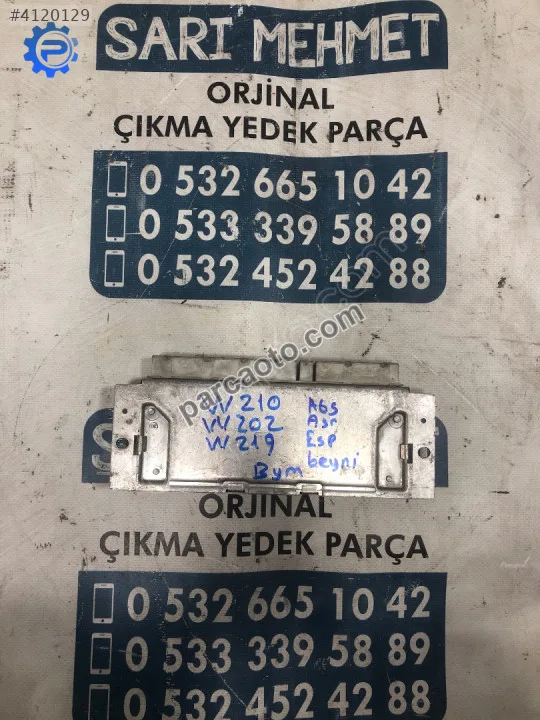 #4120129
SARI MEHMET
ORJİNAL
ÇIKMA YEDEK PARÇA
0 532 665 10 42
0 533 339 58 89
0 532 452 42 88
parcaoto.com
W210 Abs
W202 Asr
W219 Esp
Bym beyni
ORJİNAL
ÇIKMA YEDEK PARÇA
0 532 665 10 42
0 533 339 58 89
0 532 452 42 88